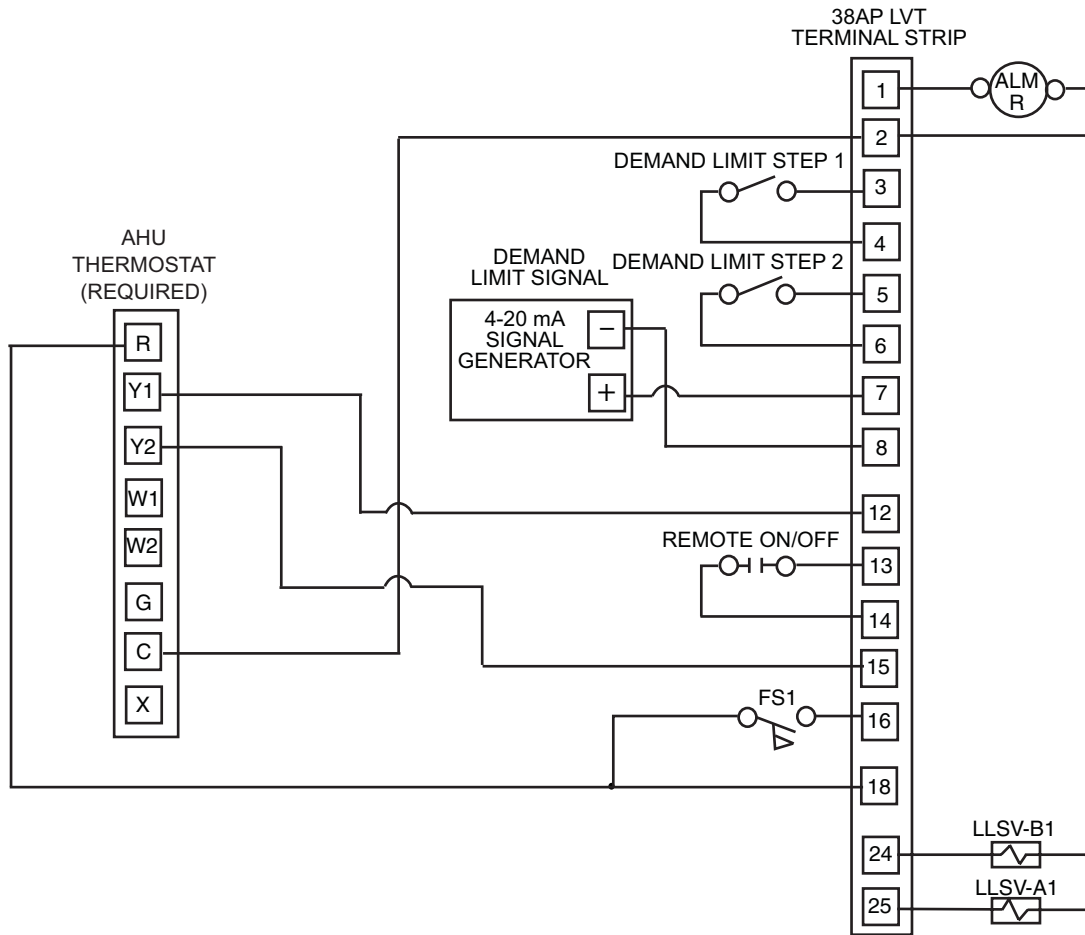 38AP LVT
TERMINAL STRIP
1
ALM
R
2
DEMAND LIMIT STEP 1
3
4
AHU
THERMOSTAT
(REQUIRED)
DEMAND
LIMIT SIGNAL
DEMAND LIMIT STEP 2
5
4-20 mA
SIGNAL
GENERATOR
−
+
6
7
8
R
Y1
Y2
W1
W2
G
C
X
12
REMOTE ON/OFF
13
14
15
FS1
16
18
LLSV-B1
24
LLSV-A1
25